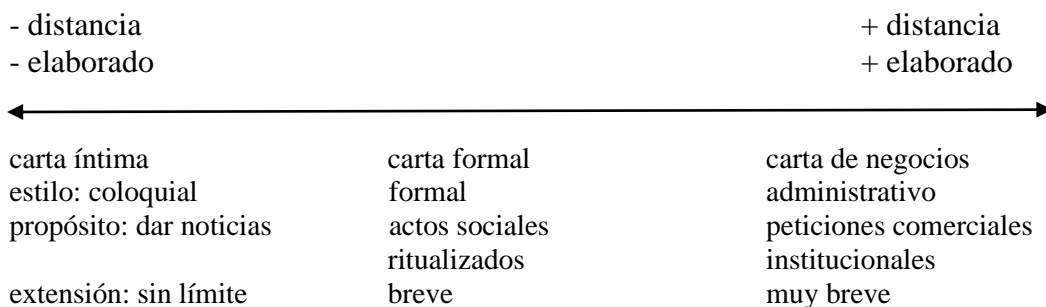 - distancia + distancia
- elaborado + elaborado
carta íntima carta formal carta de negocios
estilo: coloquial formal administrativo
propósito: dar noticias actos sociales peticiones comerciales
ritualizados institucionales
extensión: sin límite breve muy breve